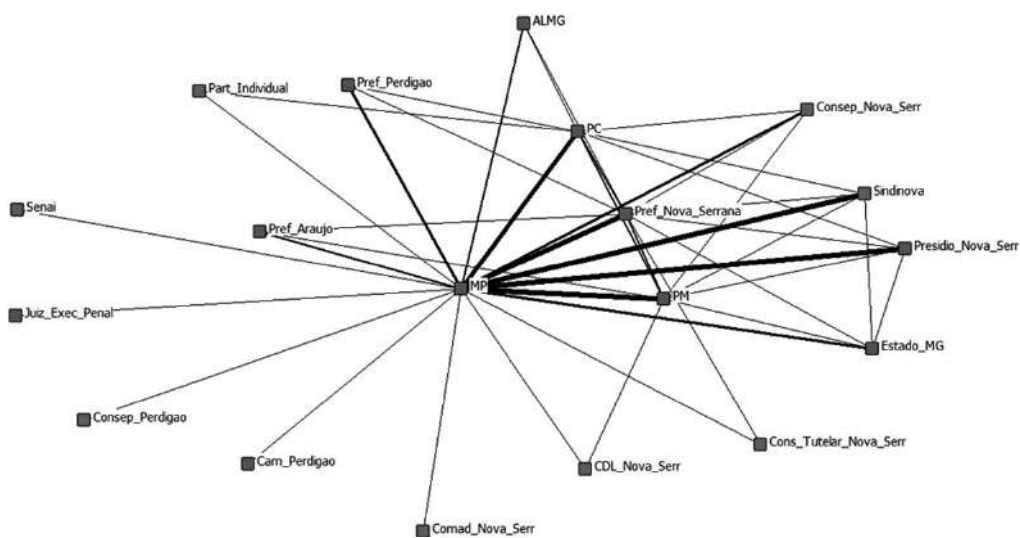 ALMG
Part_Individual
Pref_Perdigao
Consep_Nova_Serr
PC
Sindinova
Senai
Pref_Nova_Serrana
Pref_Araujo
Presidio_Nova_Serr
MP
PM
Juiz_Exec_Penal
Estado_MG
Consep_Perdigao
Cons_Tutelar_Nova_Serr
Cam_Perdigao
CDL_Nova_Serr
Comad_Nova_Serr